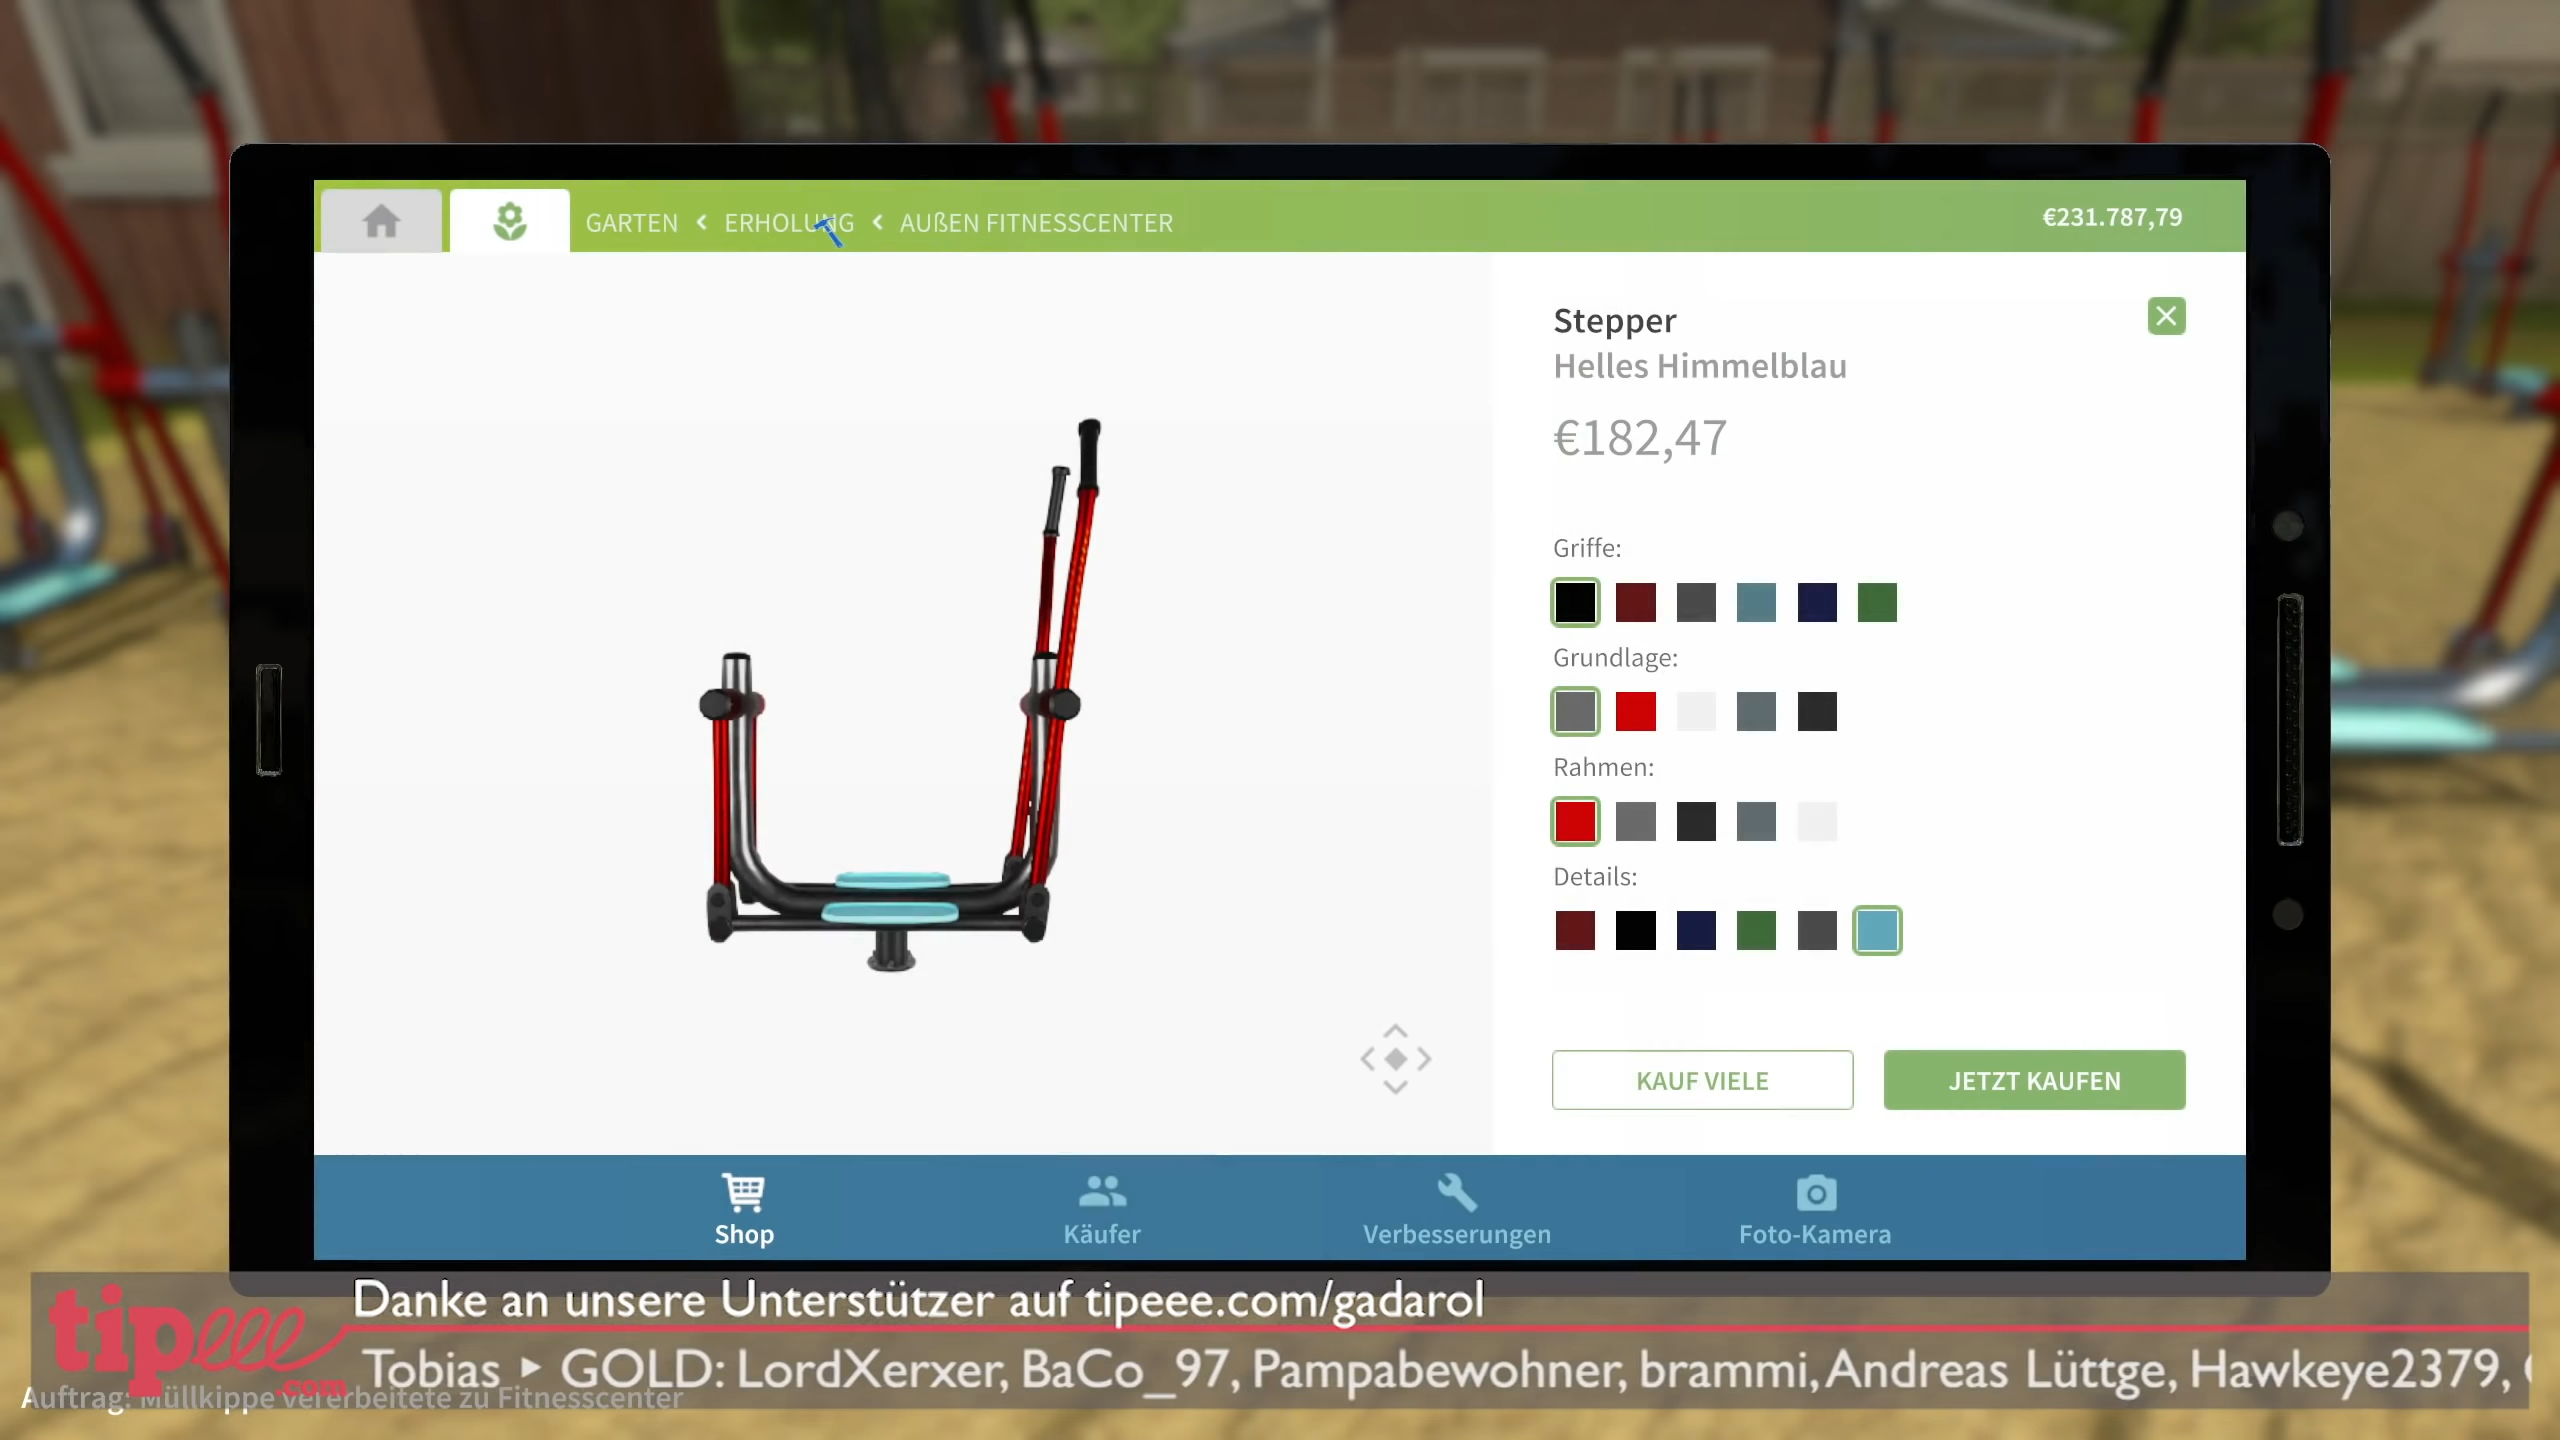 GARTEN < ERHOLUNG < AUßEN FITNESSCENTER
€231.787,79
Stepper
Helles Himmelblau
€182,47
Griffe:
Grundlage:
Rahmen:
Details:
KAUF VIELE
JETZT KAUFEN
Shop
Käufer
Verbesserungen
Foto-Kamera
tipeee.com
Danke an unsere Unterstützer auf tipeee.com/gadarol
Tobias ▸ GOLD: LordXerxer, BaCo_97, Pampabewohner, brammi, Andreas Lüttge, Hawkeye2379,
Auftrag: Müllkippe vererbeitete zu Fitnesscenter